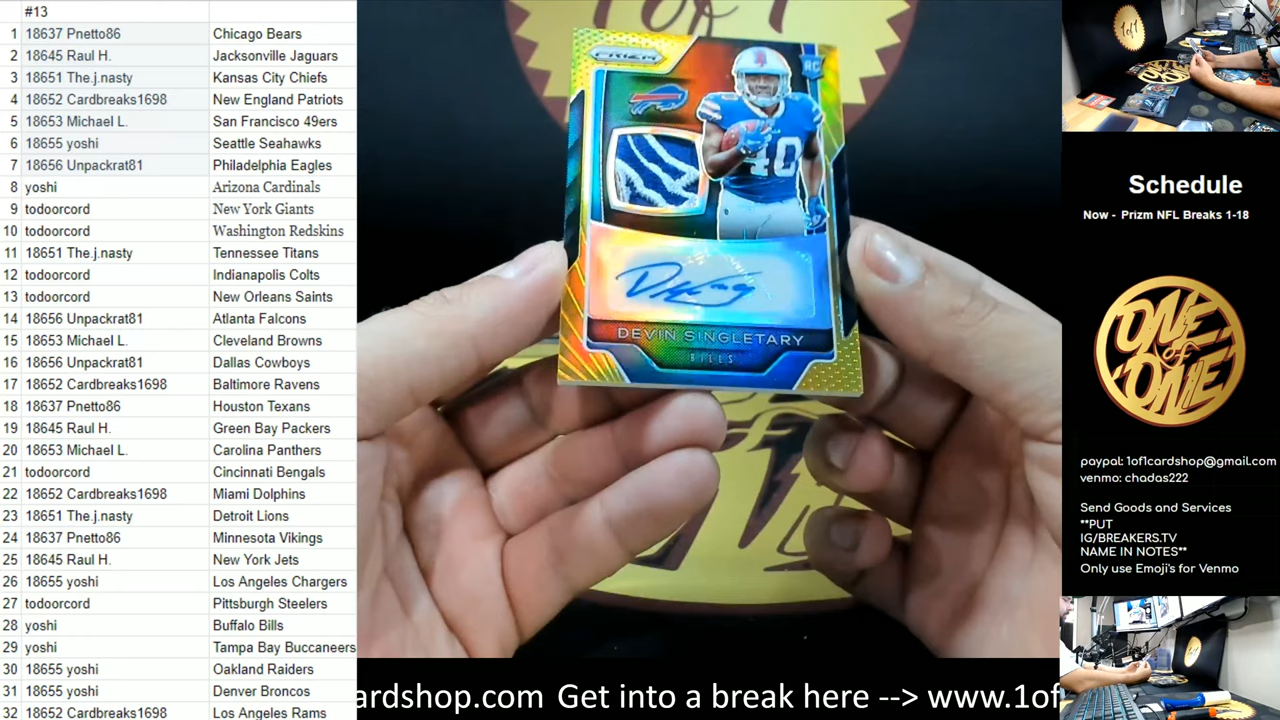 #13
1 18637 Pnetto86 Chicago Bears
2 18645 Raul H. Jacksonville Jaguars
3 18651 The.j.nasty Kansas City Chiefs
4 18652 Cardbreaks1698 New England Patriots
5 18653 Michael L. San Francisco 49ers
6 18655 yoshi Seattle Seahawks
7 18656 Unpackrat81 Philadelphia Eagles
8 yoshi Arizona Cardinals
9 todoorcord New York Giants
10 todoorcord Washington Redskins
11 18651 The.j.nasty Tennessee Titans
12 todoorcord Indianapolis Colts
13 todoorcord New Orleans Saints
14 18656 Unpackrat81 Atlanta Falcons
15 18653 Michael L. Cleveland Browns
16 18656 Unpackrat81 Dallas Cowboys
17 18652 Cardbreaks1698 Baltimore Ravens
18 18637 Pnetto86 Houston Texans
19 18645 Raul H. Green Bay Packers
20 18653 Michael L. Carolina Panthers
21 todoorcord Cincinnati Bengals
22 18652 Cardbreaks1698 Miami Dolphins
23 18651 The.j.nasty Detroit Lions
24 18637 Pnetto86 Minnesota Vikings
25 18645 Raul H. New York Jets
26 18655 yoshi Los Angeles Chargers
27 todoorcord Pittsburgh Steelers
28 yoshi Buffalo Bills
29 yoshi Tampa Bay Buccaneers
30 18655 yoshi Oakland Raiders
31 18655 yoshi Denver Broncos
32 18652 Cardbreaks1698 Los Angeles Rams
PRIZM
RC
40
DEVIN SINGLETARY
BILLS
ardshop.com Get into a break here --> www.1of
Schedule
Now - Prizm NFL Breaks 1-18
ONE
of
ONE
paypal: 1of1cardshop@gmail.com
venmo: chadas222
Send Goods and Services
**PUT
IG/BREAKERS.TV
NAME IN NOTES**
Only use Emoji's for Venmo